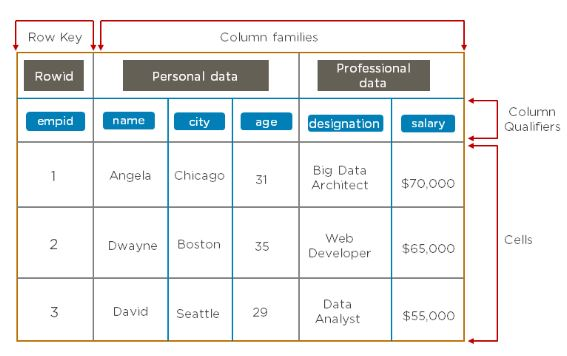 Row Key
Column families
Rowid
Personal data
Professional
data
empid
name
city
age
designation
salary
Column
Qualifiers
1
Angela
Chicago
31
Big Data
Architect
$70,000
2
Dwayne
Boston
35
Web
Developer
$65,000
Cells
3
David
Seattle
29
Data
Analyst
$55,000